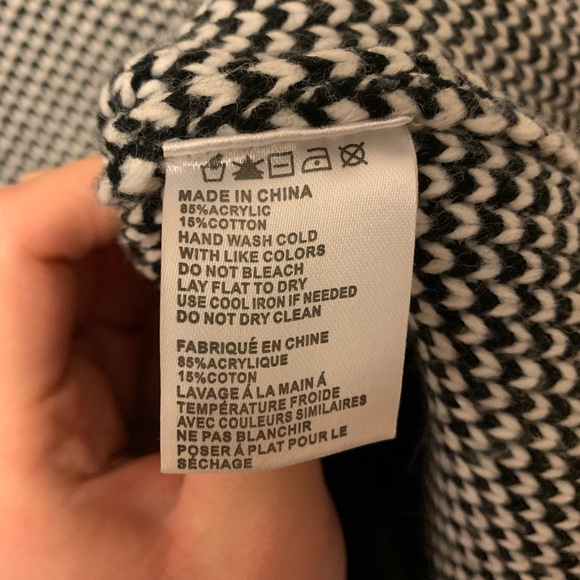 MADE IN CHINA
85%ACRYLIC
15%COTTON
HAND WASH COLD
WITH LIKE COLORS
DO NOT BLEACH
LAY FLAT TO DRY
USE COOL IRON IF NEEDED
DO NOT DRY CLEAN
FABRIQUÉ EN CHINE
85%ACRYLIQUE
15%COTON
LAVAGE Á LA MAIN Á
TEMPÉRATURE FROIDE
AVEC COULEURS SIMILAIRES
NE PAS BLANCHIR
POSER Á PLAT POUR LE
SÉCHAGE